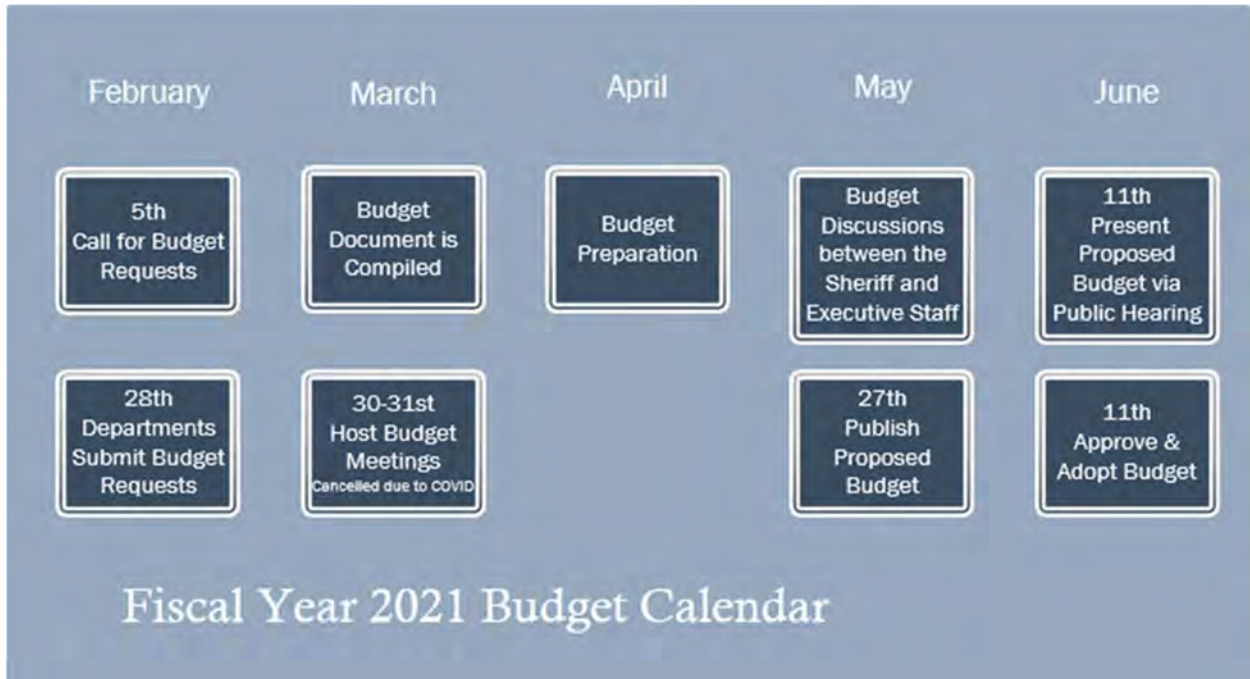 February
March
April
May
June
5th
Call for Budget
Requests
Budget
Document is
Compiled
Budget
Preparation
Budget
Discussions
between the
Sheriff and
Executive Staff
11th
Present
Proposed
Budget via
Public Hearing
28th
Departments
Submit Budget
Requests
30-31st
Host Budget
Meetings
Cancelled due to COVID
27th
Publish
Proposed
Budget
11th
Approve &
Adopt Budget
Fiscal Year 2021 Budget Calendar